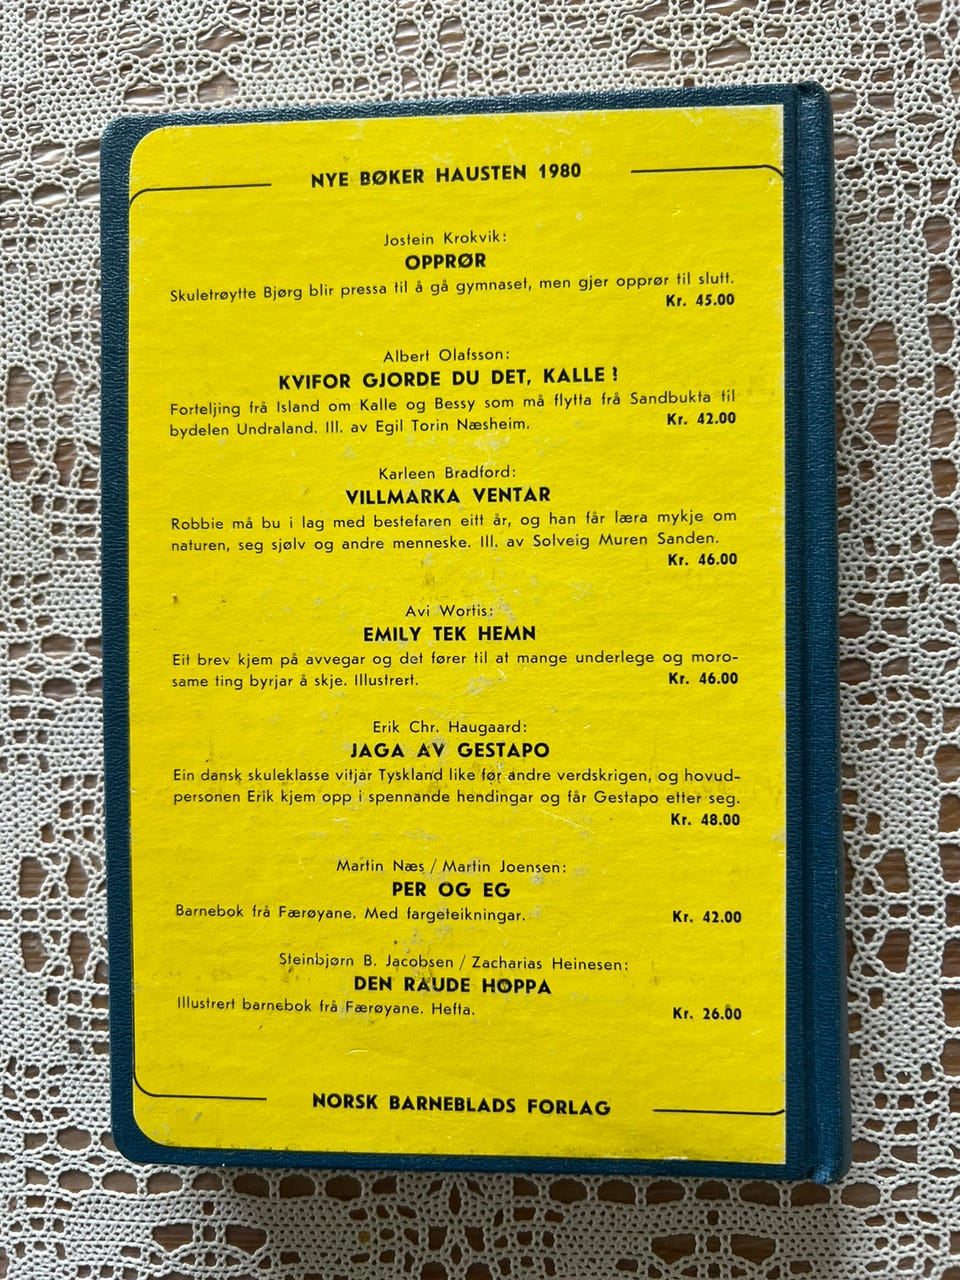 NYE BØKER HAUSTEN 1980
Jostein Krokvik:
OPPRØR
Skuletrøytte Bjørg blir pressa til å gå gymnaset, men gjer opprør til slutt.
Kr. 45.00
Albert Olafsson:
KVIFOR GJORDE DU DET, KALLE?
Forteljing frå Island om Kalle og Bessy som må flytta frå Sandbukta til
bydelen Undraland. Ill. av Egil Torin Næsheim. Kr. 42.00
Karleen Bradford:
VILLMARKA VENTAR
Robbie må bu i lag med bestefaren eitt år, og han får læra mykje om
naturen, seg sjølv og andre menneske. Ill. av Solveig Muren Sanden.
Kr. 46.00
Avi Wortis:
EMILY TEK HEMN
Eit brev kjem på avvegar og det fører til at mange underlege og moro-
same ting byrjar å skje. Illustrert. Kr. 46.00
Erik Chr. Haugaard:
JAGA AV GESTAPO
Ein dansk skuleklasse vitjar Tyskland like før andre verdskrigen, og hovud-
personen Erik kjem opp i spennande hendingar og får Gestapo etter seg.
Kr. 48.00
Martin Næs / Martin Joensen:
PER OG EG
Barnebok frå Færøyane. Med fargeteikningar. Kr. 42.00
Steinbjørn B. Jacobsen / Zacharias Heinesen:
DEN RAUDE HOPPA
Illustrert barnebok frå Færøyane. Hefta. Kr. 26.00
NORSK BARNEBLADS FORLAG